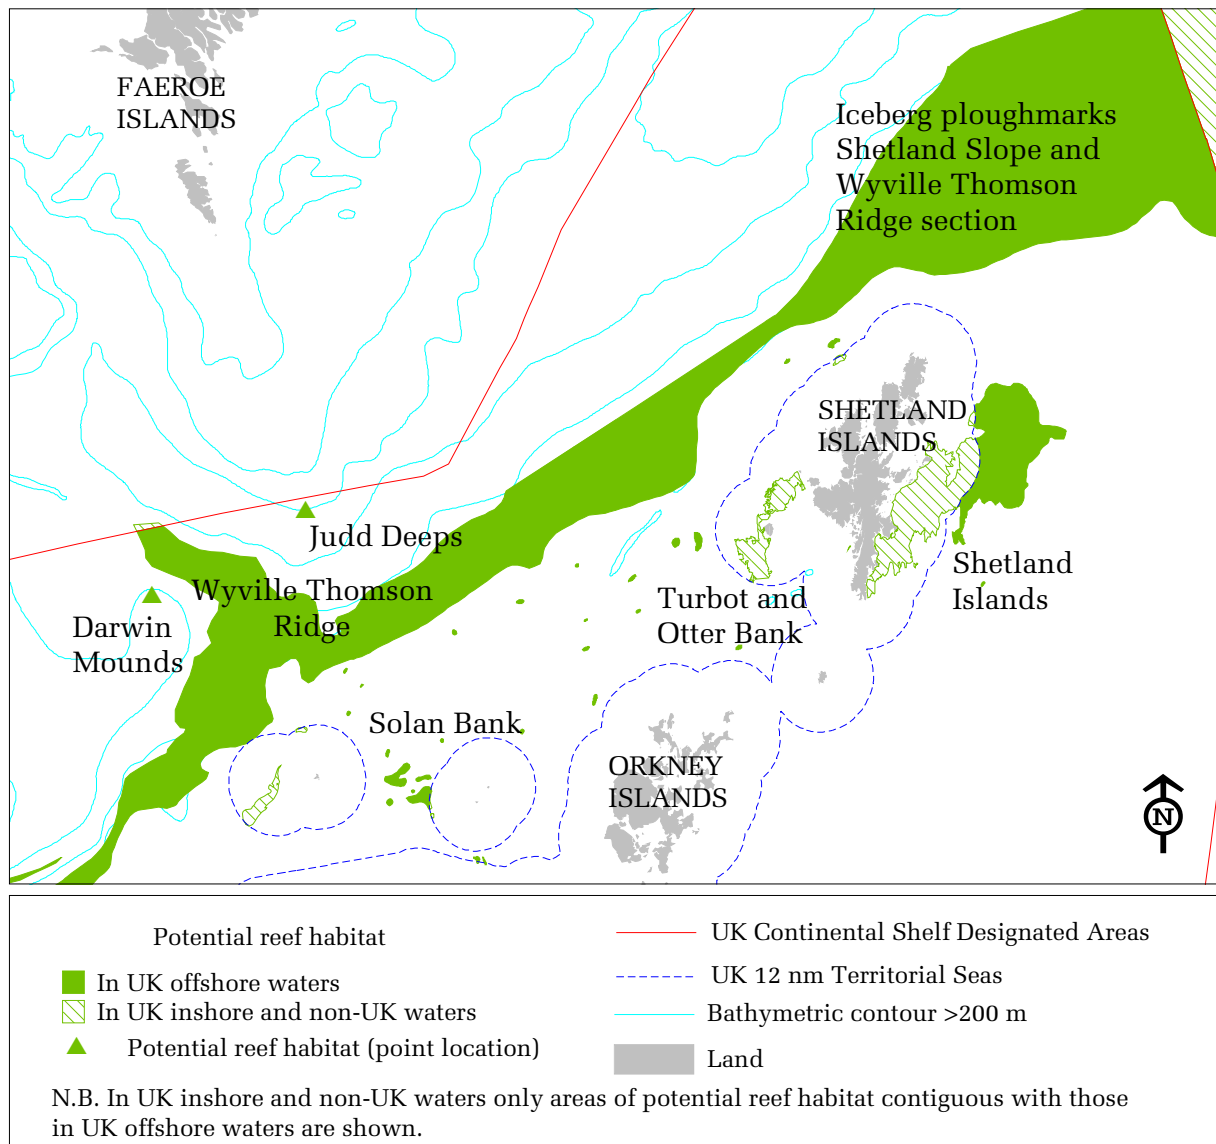 FAEROE
ISLANDS
Iceberg ploughmarks
Shetland Slope and
Wyville Thomson
Ridge section
SHETLAND
ISLANDS
Judd Deeps
Wyville Thomson
Ridge
Darwin
Mounds
Turbot and
Otter Bank
Shetland
Islands
Solan Bank
ORKNEY
ISLANDS
N
Potential reef habitat
In UK offshore waters
In UK inshore and non-UK waters
Potential reef habitat (point location)
UK Continental Shelf Designated Areas
UK 12 nm Territorial Seas
Bathymetric contour >200 m
Land
N.B. In UK inshore and non-UK waters only areas of potential reef habitat contiguous with those
in UK offshore waters are shown.